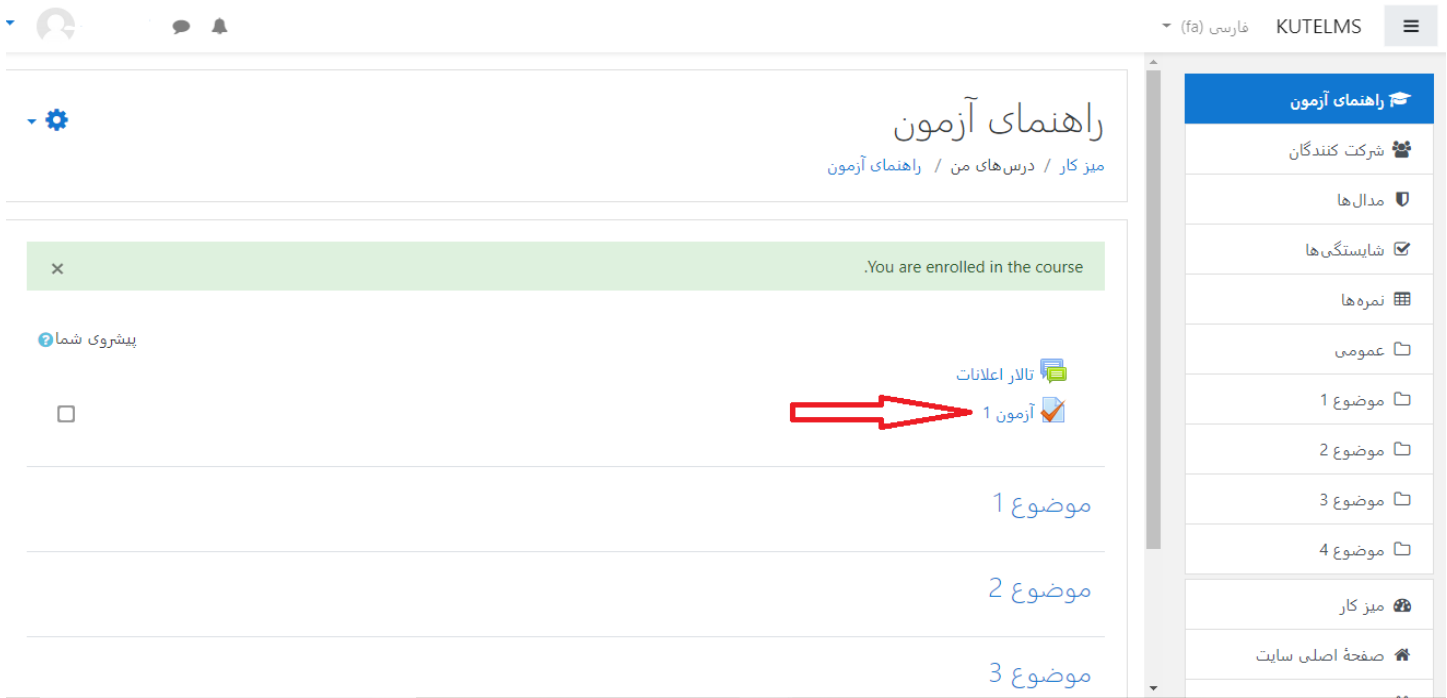 KUTELMS فارسی (fa)
راهنمای آزمون
شرکت کنندگان
مدال‌ها
شایستگی‌ها
نمره‌ها
عمومی
موضوع 1
موضوع 2
موضوع 3
موضوع 4
میز کار
صفحهٔ اصلی سایت
راهنمای آزمون
میز کار / درس‌های من / راهنمای آزمون
.You are enrolled in the course
پیشروی شما
تالار اعلانات
آزمون 1
موضوع 1
موضوع 2
موضوع 3